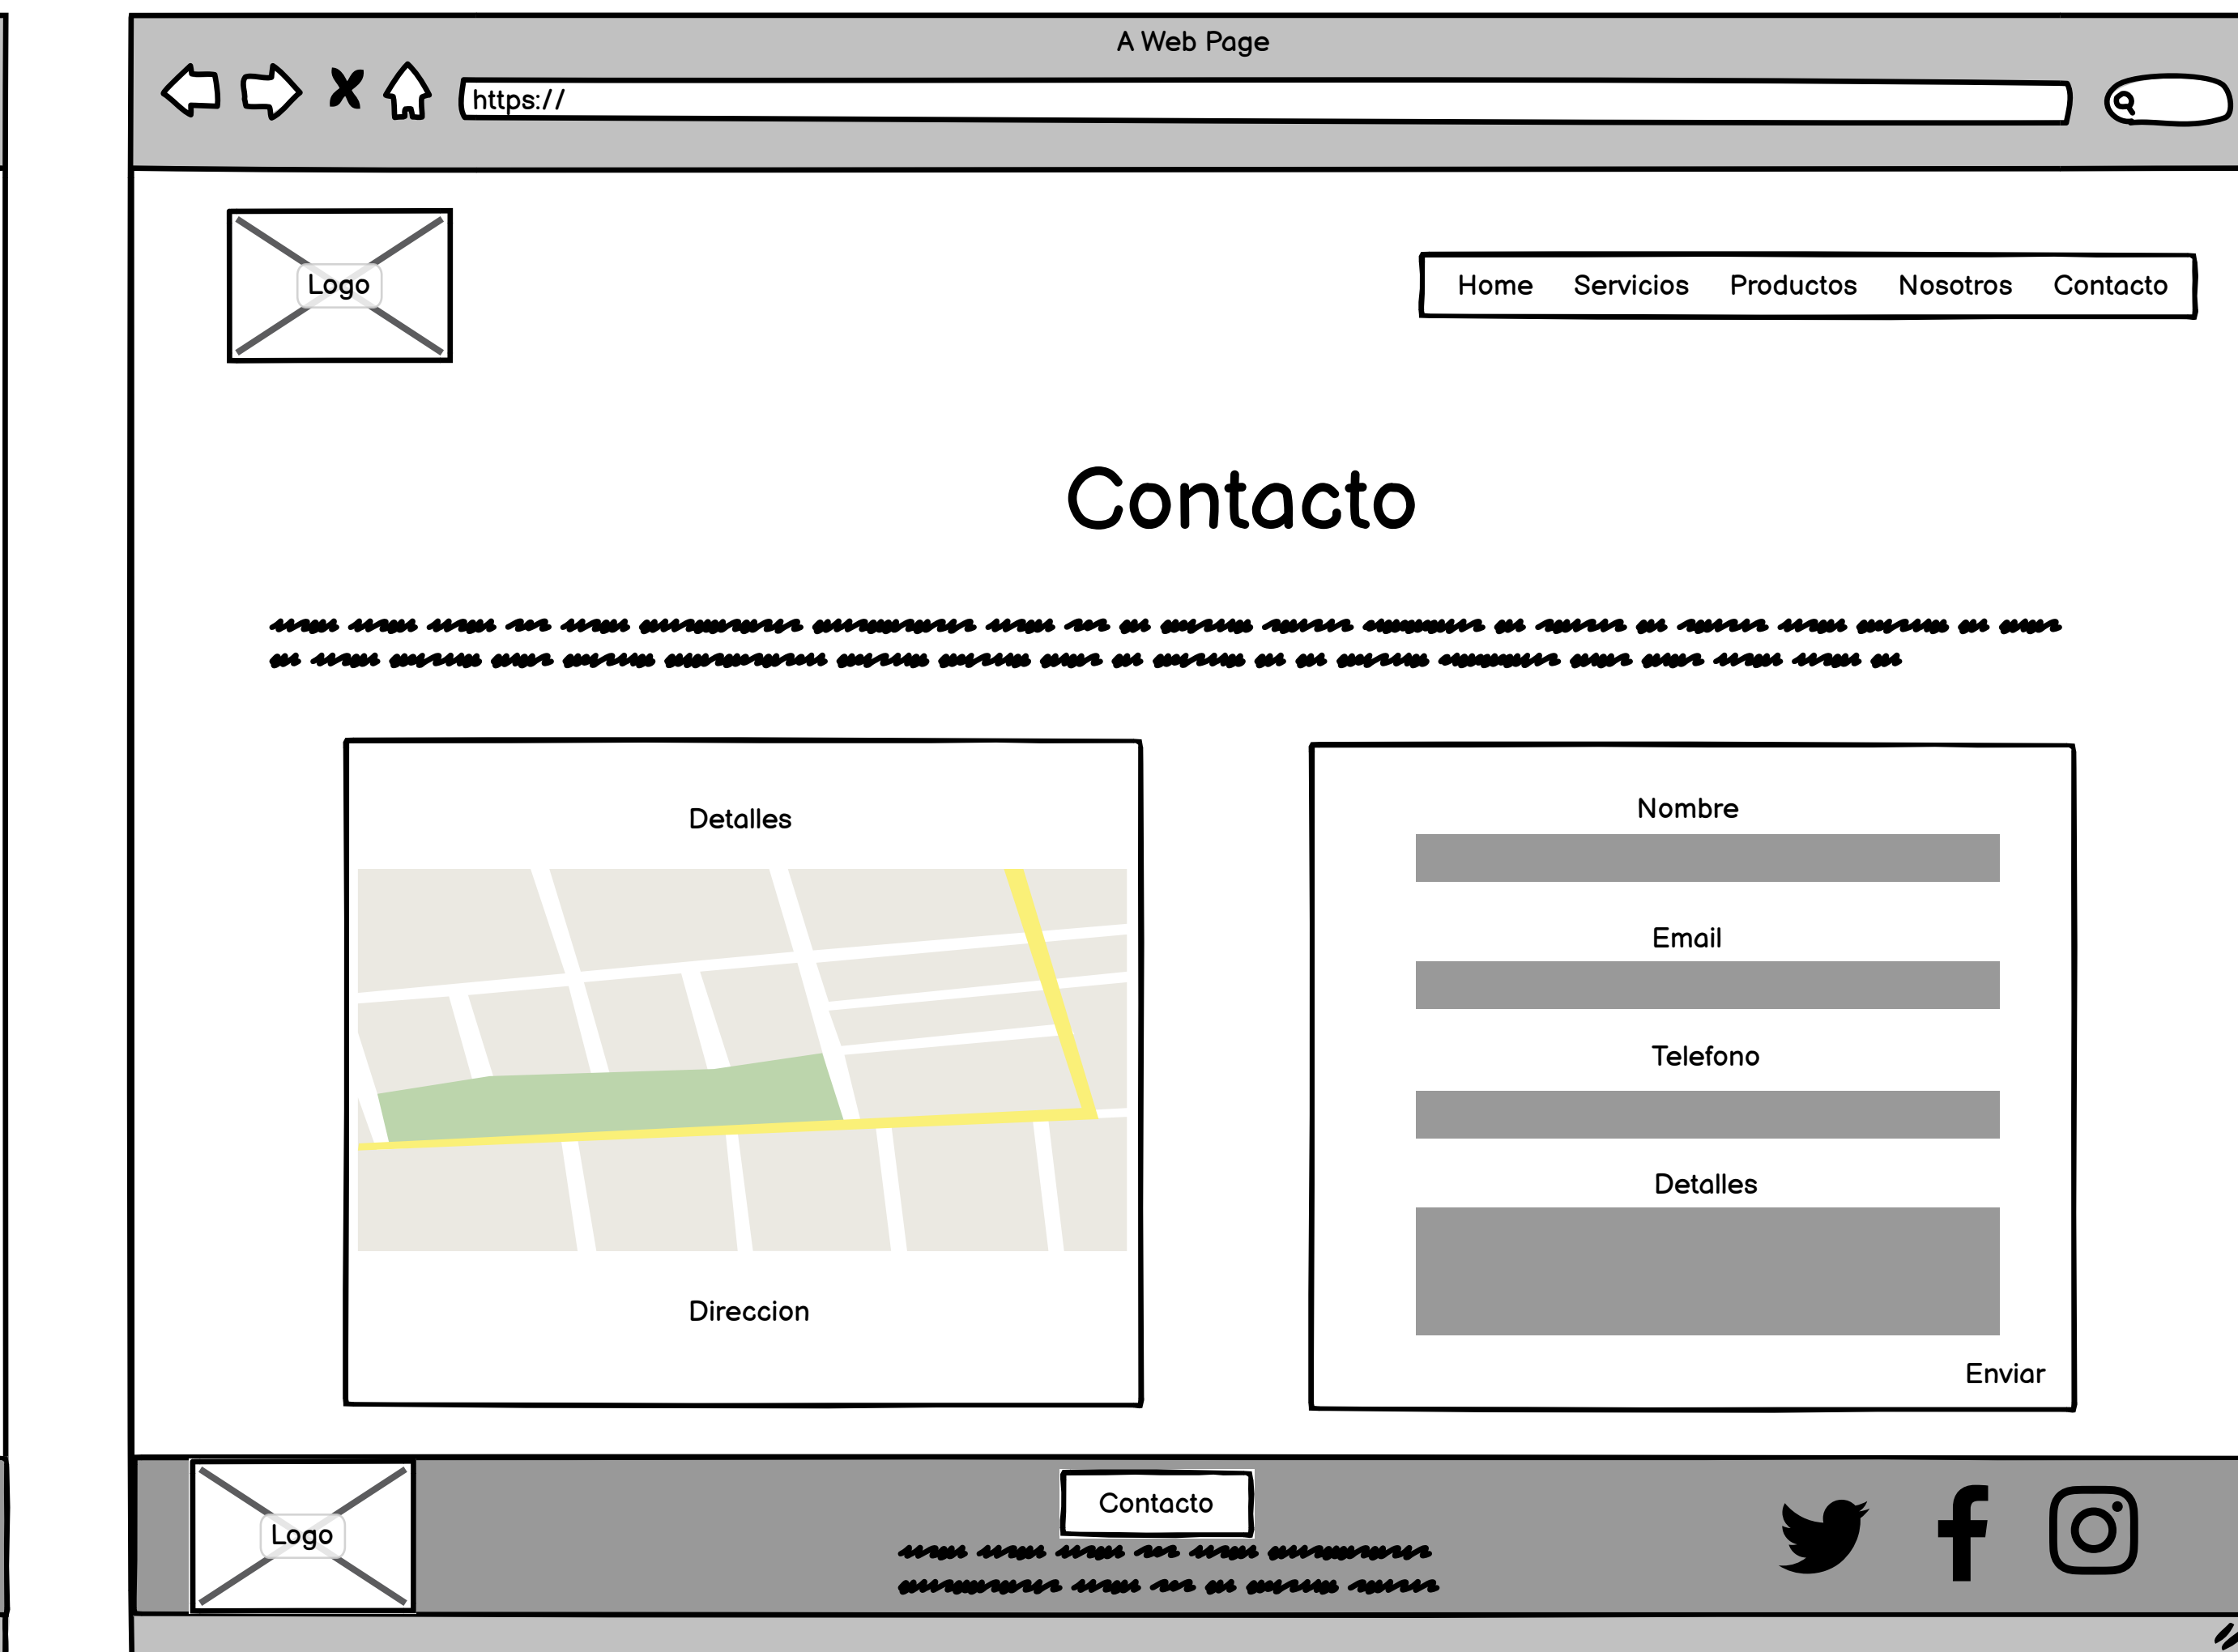 A Web Page
https://
Logo
Home Servicios Productos Nosotros Contacto
Contacto
Detalles
Direccion
Nombre
Email
Telefono
Detalles
Enviar
Logo
Contacto